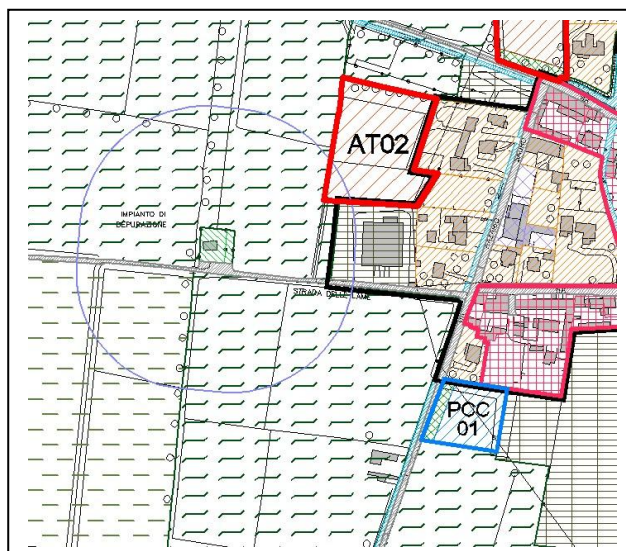 AT02
IMPIANTO DI
DEPURAZIONE
STRADA DELLE LAME
PCC
01